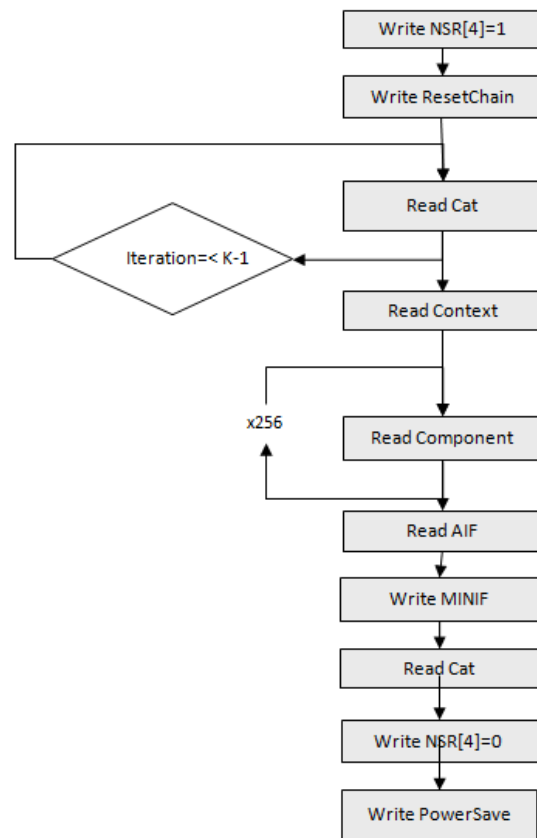 Write NSR[4]=1
Write ResetChain
Read Cat
Iteration=< K-1
Read Context
x256
Read Component
Read AIF
Write MINIF
Read Cat
Write NSR[4]=0
Write PowerSave